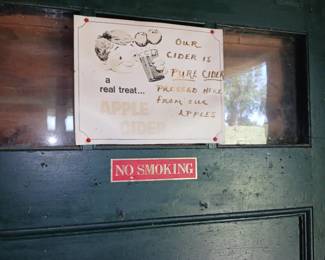 OUR
CIDER IS
PURE CIDER
PRESSED HERE
from our
APPLES
a
real treat...
APPLE
CIDER
NO SMOKING